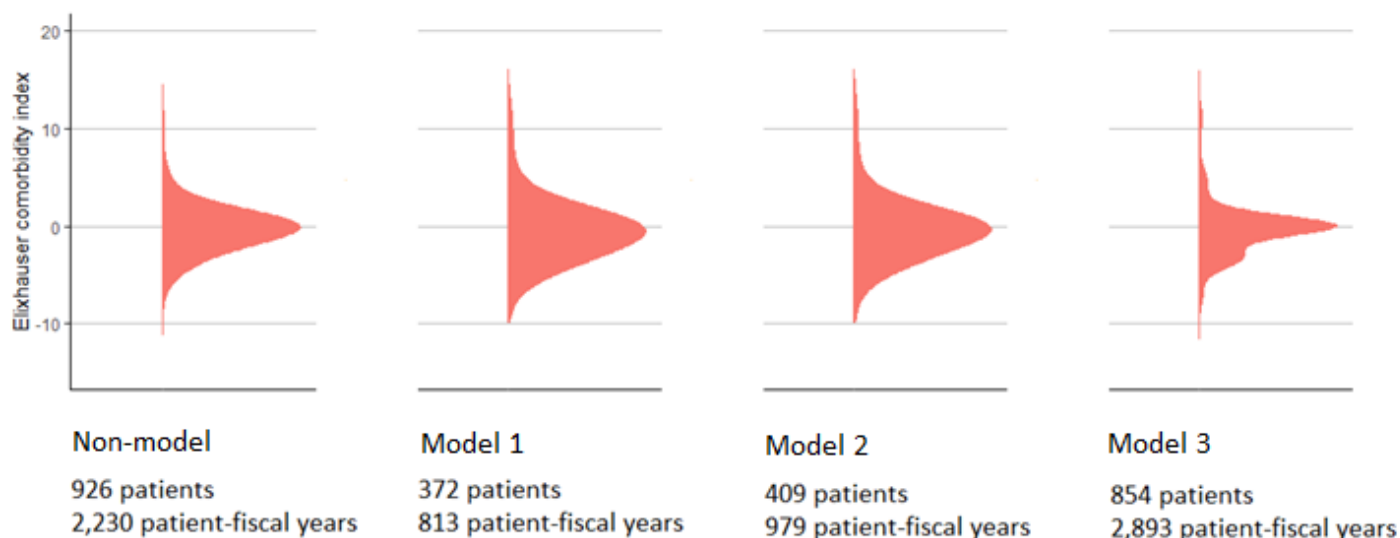 Elixhauser comorbidity index
20
10
0
-10
Non-model
926 patients
2,230 patient-fiscal years
Model 1
372 patients
813 patient-fiscal years
Model 2
409 patients
979 patient-fiscal years
Model 3
854 patients
2,893 patient-fiscal years